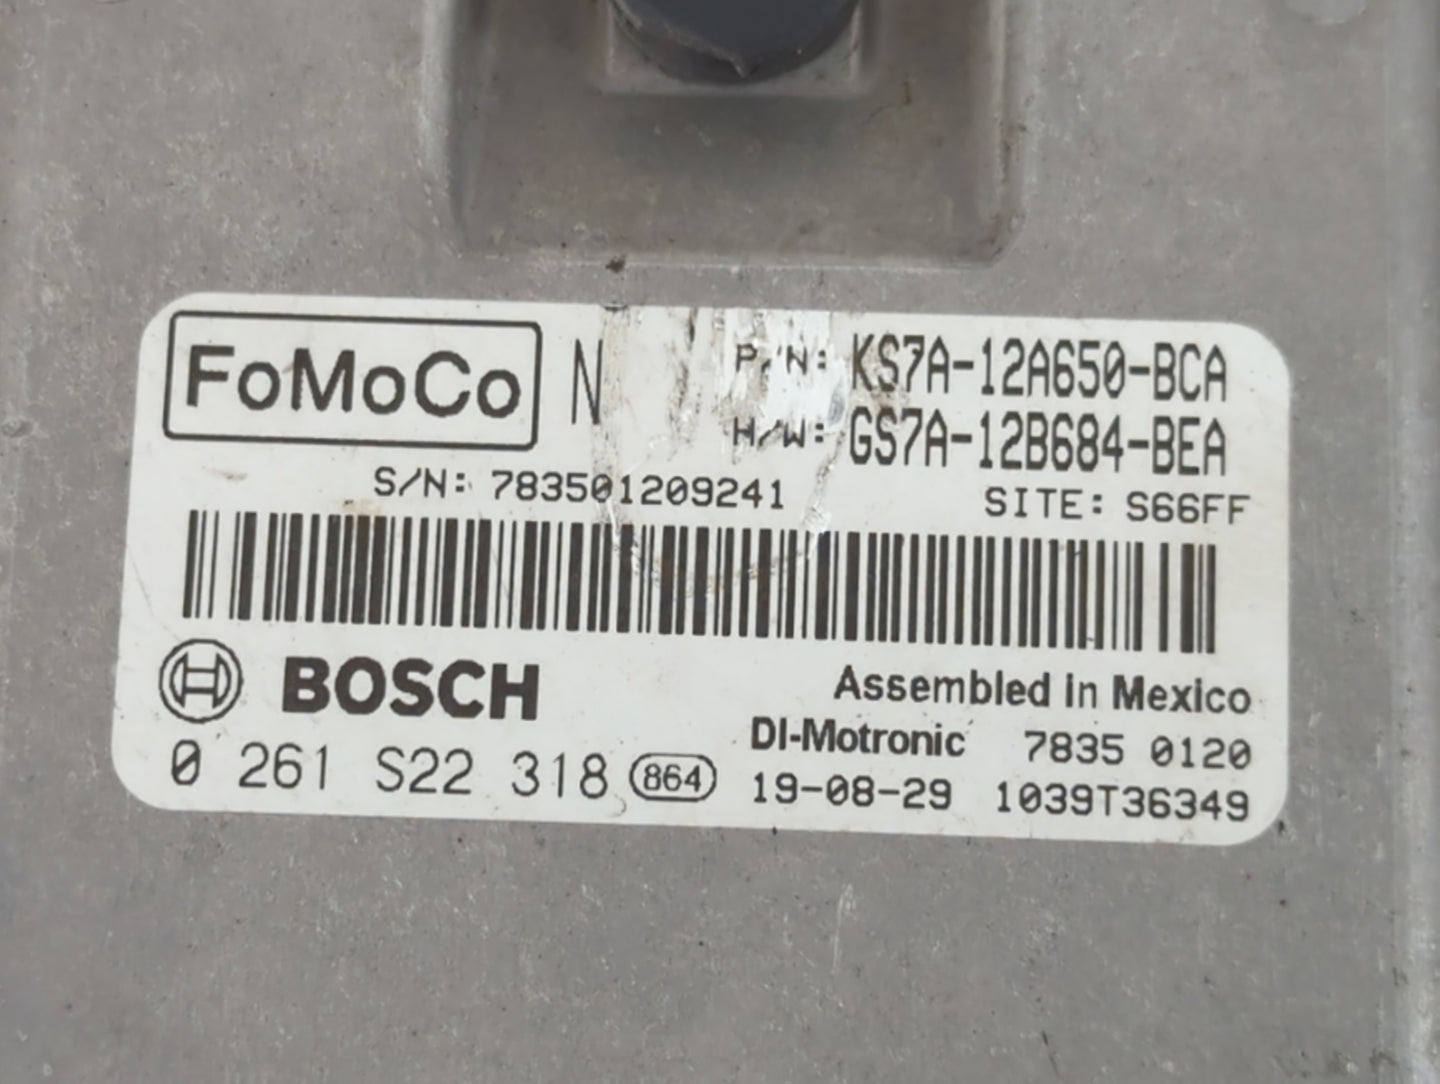 FoMoCo N P/N: KS7A-12A650-BCA
H/W: GS7A-12B684-BEA
S/N: 783501209241 SITE: S66FF
BOSCH Assembled in Mexico
DI-Motronic 7835 0120
0 261 S22 318 864 19-08-29 1039T36349